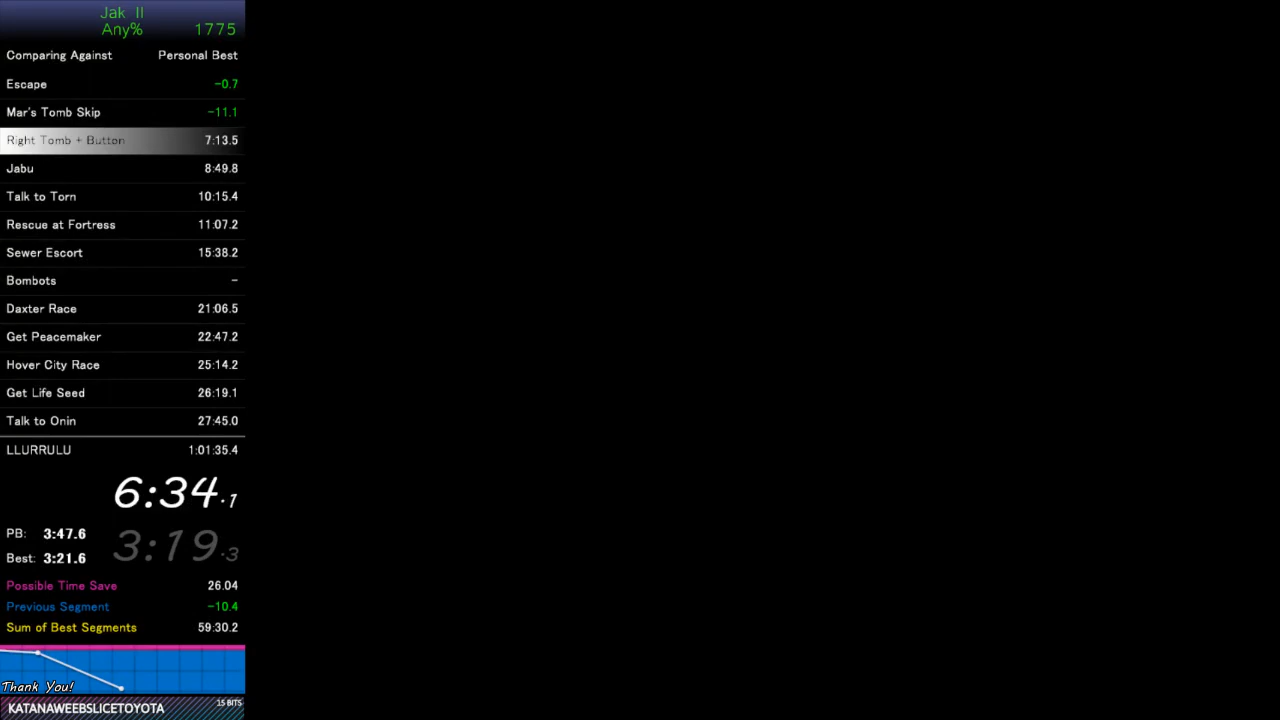 Jak II
Any% 1775
Comparing Against Personal Best
Escape -0.7
Mar's Tomb Skip -11.1
Right Tomb + Button 7:13.5
Jabu 8:49.8
Talk to Torn 10:15.4
Rescue at Fortress 11:07.2
Sewer Escort 15:38.2
Bombots -
Daxter Race 21:06.5
Get Peacemaker 22:47.2
Hover City Race 25:14.2
Get Life Seed 26:19.1
Talk to Onin 27:45.0
LLURRULU 1:01:35.4
6:34.1
PB: 3:47.6
3:19.3
Best: 3:21.6
Possible Time Save 26.04
Previous Segment -10.4
Sum of Best Segments 59:30.2
Thank You!
KATANAWEEBSLICETOYOTA 15 BITS